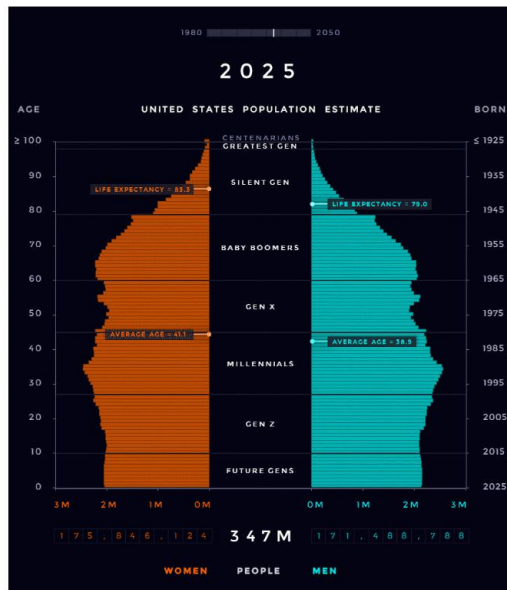 1980 2050
2025
AGE UNITED STATES POPULATION ESTIMATE BORN
≥ 100 CENTENARIANS ≤ 1925
GREATEST GEN
90 SILENT GEN 1935
LIFE EXPECTANCY = 83.3
LIFE EXPECTANCY = 79.0
80 1945
70 BABY BOOMERS 1955
60 1965
50 GEN X 1975
AVERAGE AGE = 41.1
AVERAGE AGE = 38.9
40 1985
MILLENNIALS
30 1995
20 GEN Z 2005
10 2015
FUTURE GENS
0 2025
3M 2M 1M 0M 0M 1M 2M 3M
175,846,124 347M 171,488,788
WOMEN PEOPLE MEN